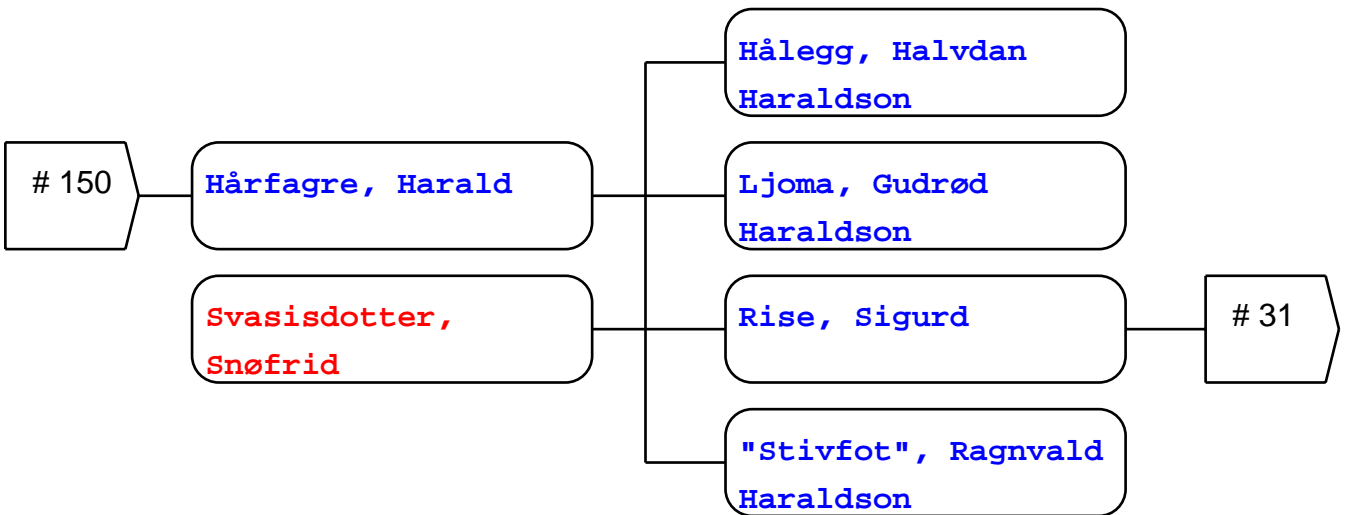 Hålegg, Halvdan
Haraldson
# 150
Hårfagre, Harald
Ljoma, Gudrød
Haraldson
Svasisdotter,
Snøfrid
Rise, Sigurd
# 31
"Stivfot", Ragnvald
Haraldson